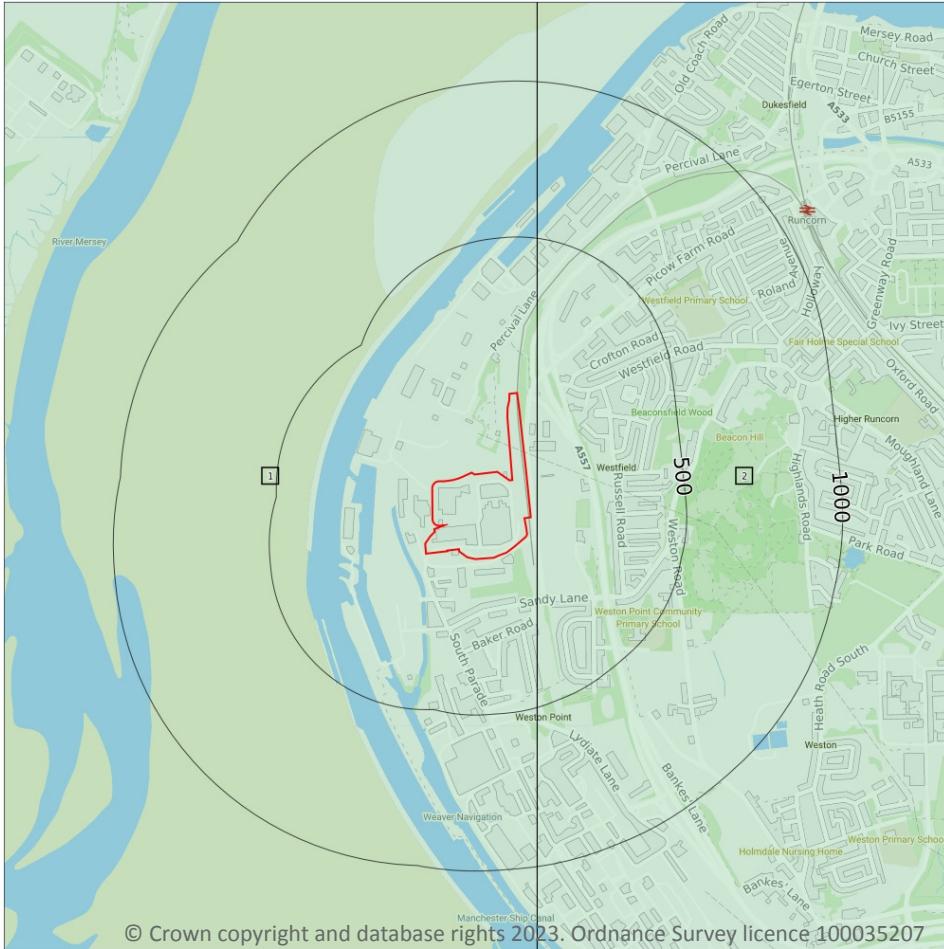 Mersey Road
Church Street
Old Coach Road
Egerton Street
Dukesfield
A533
B5155
A533
Percival Lane
Runcorn
River Mersey
Picow Farm Road
Roland Avenue
Holloway
Greenway Road
Westfield Primary School
Percival Lane
Ivy Street
Crofton Road
Westfield Road
Fair Holme Special School
Oxford Road
Beaconsfield Wood
Higher Runcorn
Beacon Hill
Moughland Lane
A557
Westfield
1
500
2
1000
Russell Road
Highlands Road
Weston Road
Park Road
Sandy Lane
Weston Point Community
Primary School
Baker Road
South Parade
Heath Road South
Weston Point
Weston
Lydiate Lane
Bankes' Lane
Weaver Navigation
Weston Primary School
Holmdale Nursing Home
Bankes' Lane
Manchester Ship Canal
© Crown copyright and database rights 2023. Ordnance Survey licence 100035207